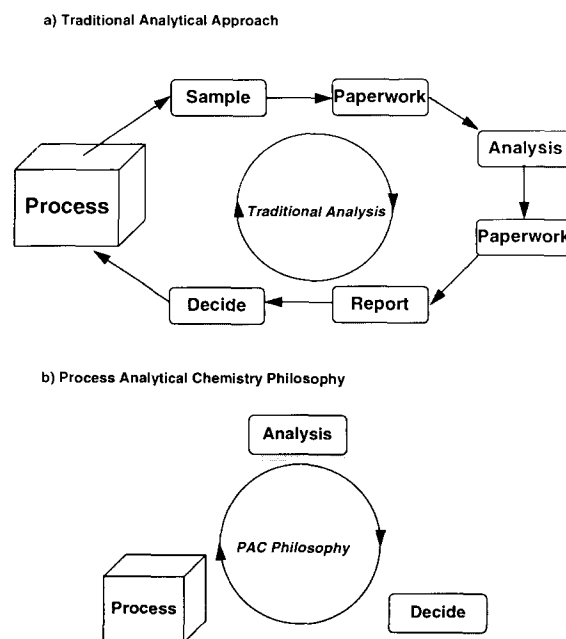 a) Traditional Analytical Approach
Sample
Paperwork
Analysis
Process
Traditional Analysis
Paperwork
Decide
Report
b) Process Analytical Chemistry Philosophy
Analysis
PAC Philosophy
Process
Decide